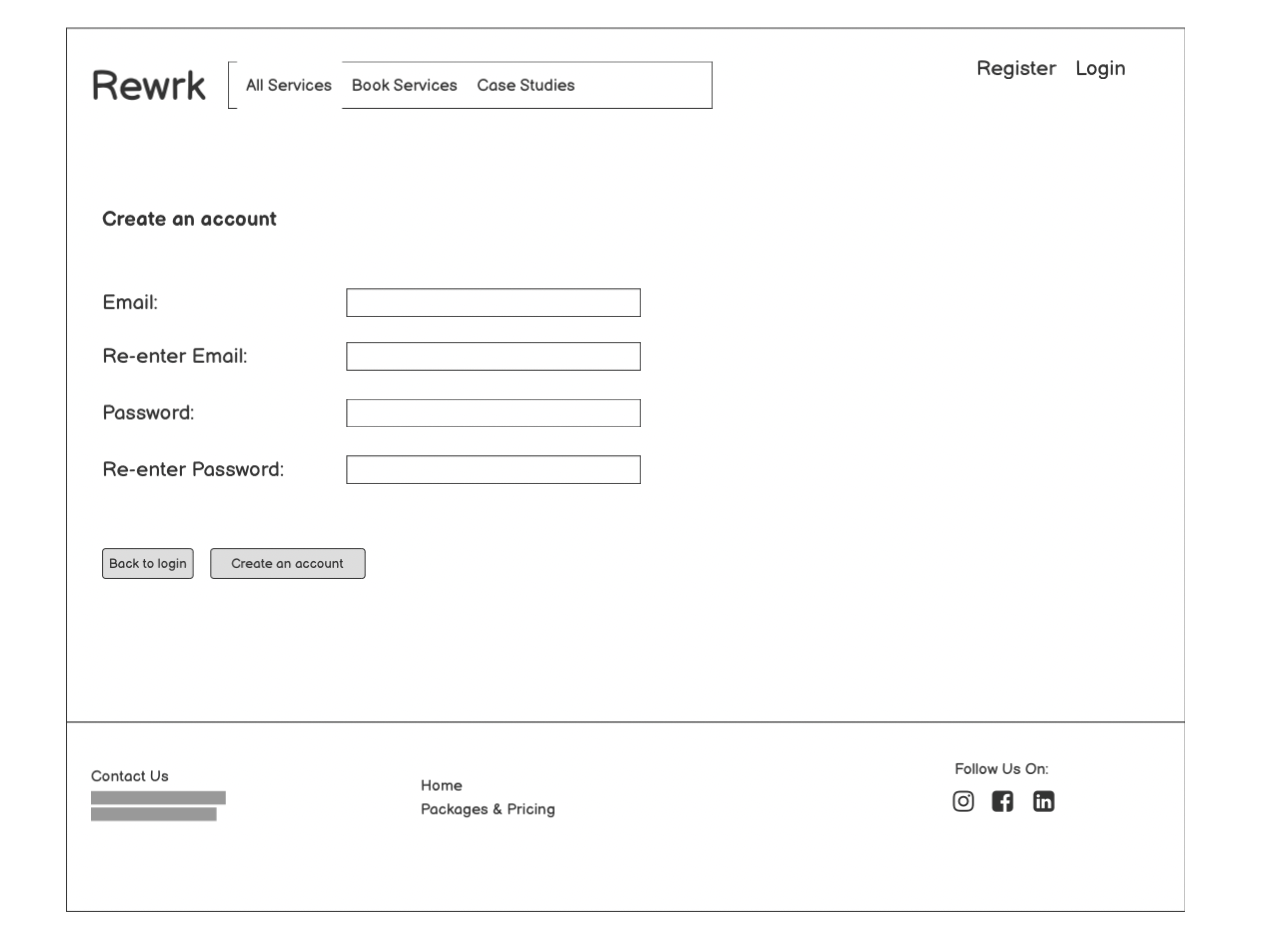 Rewrk
All Services Book Services Case Studies
Register Login
Create an account
Email:
Re-enter Email:
Password:
Re-enter Password:
Back to login Create an account
Contact Us
Home
Packages & Pricing
Follow Us On:
in